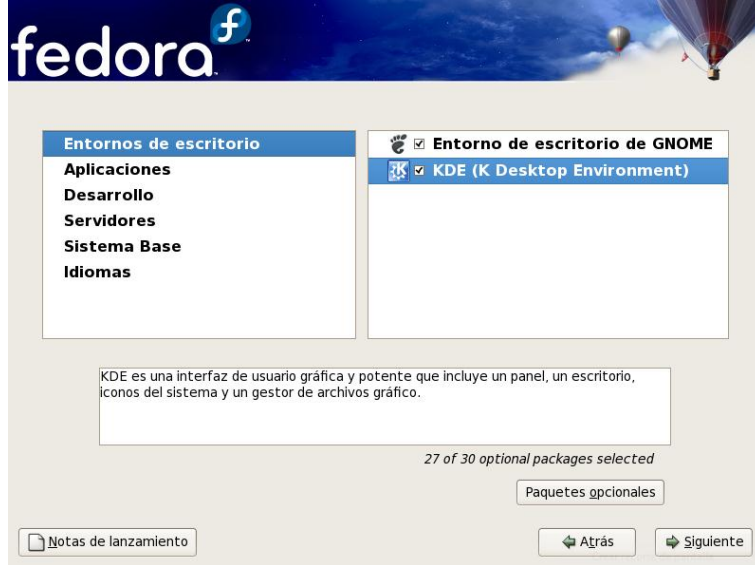 fedora
Entornos de escritorio
Aplicaciones
Desarrollo
Servidores
Sistema Base
Idiomas
Entorno de escritorio de GNOME
KDE (K Desktop Environment)
KDE es una interfaz de usuario gráfica y potente que incluye un panel, un escritorio,
iconos del sistema y un gestor de archivos gráfico.
27 of 30 optional packages selected
Paquetes opcionales
Notas de lanzamiento
Atrás
Siguiente